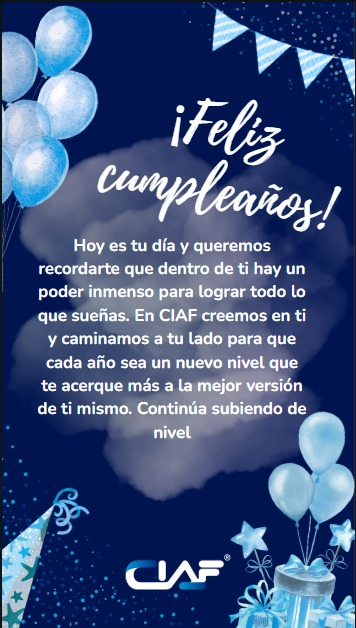 ¡Feliz
cumpleaños!
Hoy es tu día y queremos
recordarte que dentro de ti hay un
poder inmenso para lograr todo lo
que sueñas. En CIAF creemos en ti
y caminamos a tu lado para que
cada año sea un nuevo nivel que
te acerque más a la mejor versión
de ti mismo. Continúa subiendo de
nivel
CIAF®